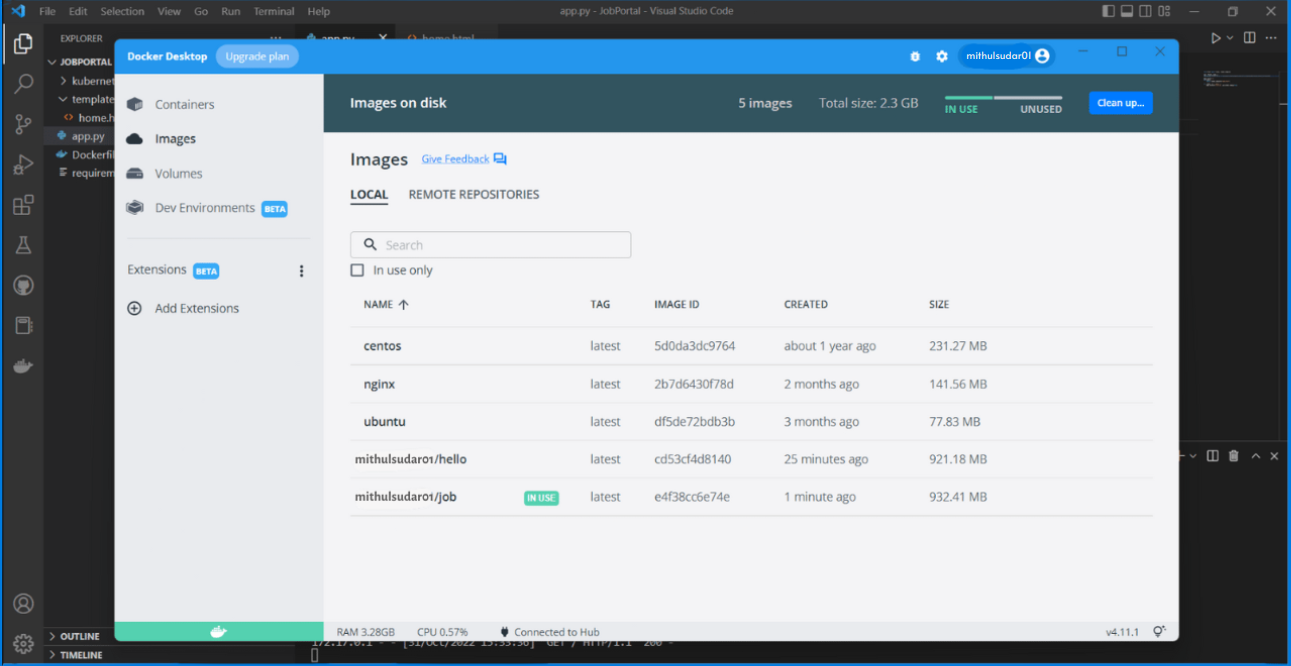 File Edit Selection View Go Run Terminal Help app.py - JobPortal - Visual Studio Code
EXPLORER
app.py home.html
JOBPORTAL
kubernet
template
home.h
app.py
Dockerfil
requirem
OUTLINE
TIMELINE
Docker Desktop Upgrade plan mithulsudar01
Containers
Images
Volumes
Dev Environments BETA
Extensions BETA
Add Extensions
Images on disk 5 images Total size: 2.3 GB IN USE UNUSED Clean up...
Images Give Feedback
LOCAL REMOTE REPOSITORIES
Search
In use only
NAME TAG IMAGE ID CREATED SIZE
centos latest 5d0da3dc9764 about 1 year ago 231.27 MB
nginx latest 2b7d6430f78d 2 months ago 141.56 MB
ubuntu latest df5de72bdb3b 3 months ago 77.83 MB
mithulsudar01/hello latest cd53cf4d8140 25 minutes ago 921.18 MB
mithulsudar01/job IN USE latest e4f38cc6e74e 1 minute ago 932.41 MB
RAM 3.28GB CPU 0.57% Connected to Hub v4.11.1
172.17.0.1 - - [31/Oct/2022 15:55:56] "GET / HTTP/1.1" 200 -